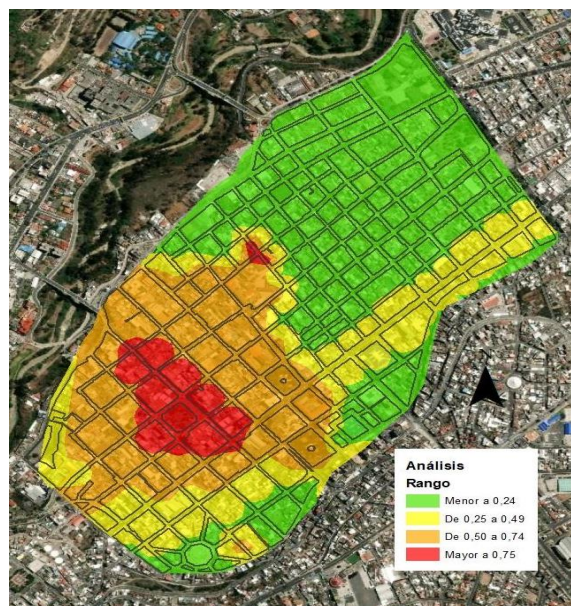 Análisis
Rango
Menor a 0,24
De 0,25 a 0,49
De 0,50 a 0,74
Mayor a 0,75